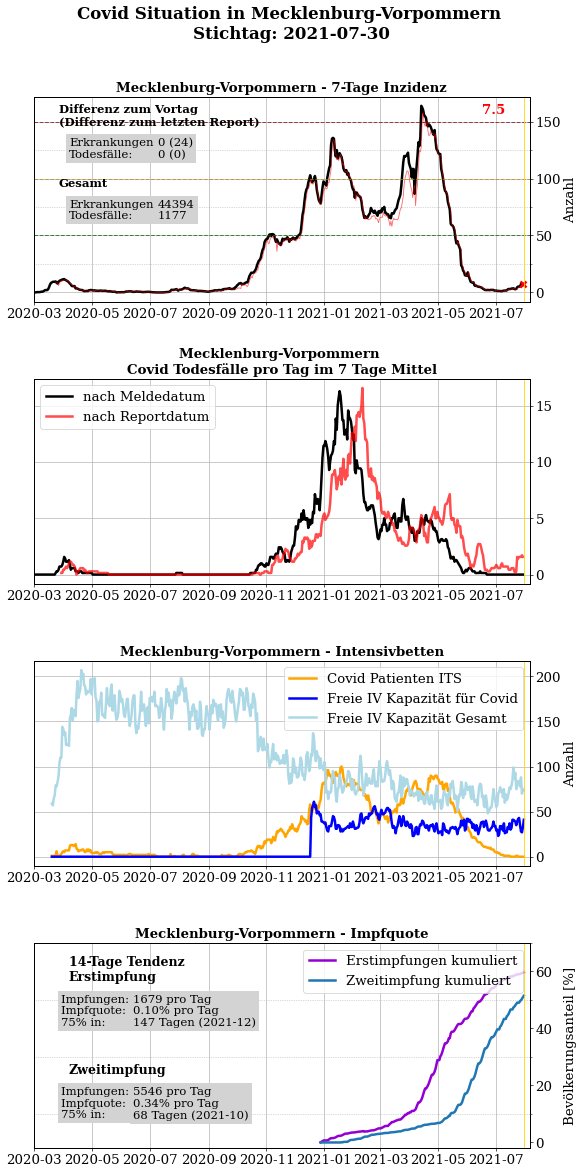 Covid Situation in Mecklenburg-Vorpommern
Stichtag: 2021-07-30
Mecklenburg-Vorpommern - 7-Tage Inzidenz
Differenz zum Vortag
(Differenz zum letzten Report)
Erkrankungen 0 (24)
Todesfälle: 0 (0)
Gesamt
Erkrankungen 44394
Todesfälle: 1177
7.5
150
100
50
0
Anzahl
2020-03 2020-05 2020-07 2020-09 2020-11 2021-01 2021-03 2021-05 2021-07
Mecklenburg-Vorpommern
Covid Todesfälle pro Tag im 7 Tage Mittel
nach Meldedatum
nach Reportdatum
15
10
5
0
2020-03 2020-05 2020-07 2020-09 2020-11 2021-01 2021-03 2021-05 2021-07
Mecklenburg-Vorpommern - Intensivbetten
Covid Patienten ITS
Freie IV Kapazität für Covid
Freie IV Kapazität Gesamt
200
150
100
50
0
Anzahl
2020-03 2020-05 2020-07 2020-09 2020-11 2021-01 2021-03 2021-05 2021-07
Mecklenburg-Vorpommern - Impfquote
14-Tage Tendenz
Erstimpfung
Impfungen: 1679 pro Tag
Impfquote: 0.10% pro Tag
75% in: 147 Tagen (2021-12)
Zweitimpfung
Impfungen: 5546 pro Tag
Impfquote: 0.34% pro Tag
75% in: 68 Tagen (2021-10)
Erstimpfungen kumuliert
Zweitimpfung kumuliert
60
40
20
0
Bevölkerungsanteil [%]
2020-03 2020-05 2020-07 2020-09 2020-11 2021-01 2021-03 2021-05 2021-07